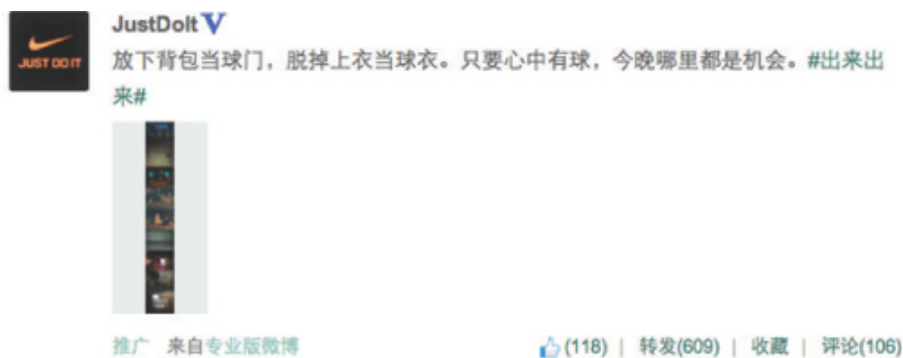 JustDoIt V
JUST DO IT
放下背包当球门，脱掉上衣当球衣。只要心中有球，今晚哪里都是机会。#出来出
来#
推广 来自专业版微博 (118) | 转发(609) | 收藏 | 评论(106)